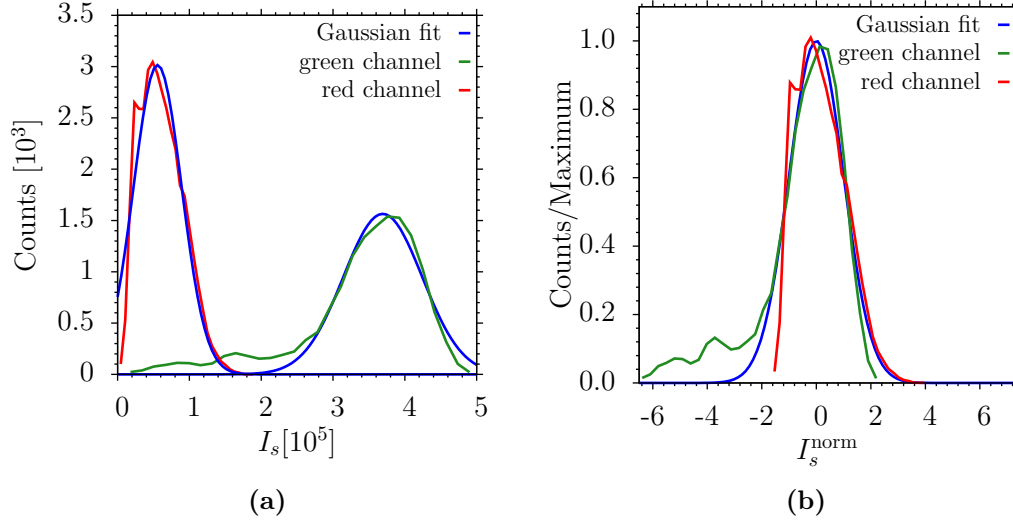 Counts [10³]
3.5
3
2.5
2
1.5
1
0.5
0
Gaussian fit
green channel
red channel
0 1 2 3 4 5
I_s[10⁵]
(a)
Counts/Maximum
1.0
0.8
0.6
0.4
0.2
0.0
Gaussian fit
green channel
red channel
-6 -4 -2 0 2 4 6
I_s^norm
(b)